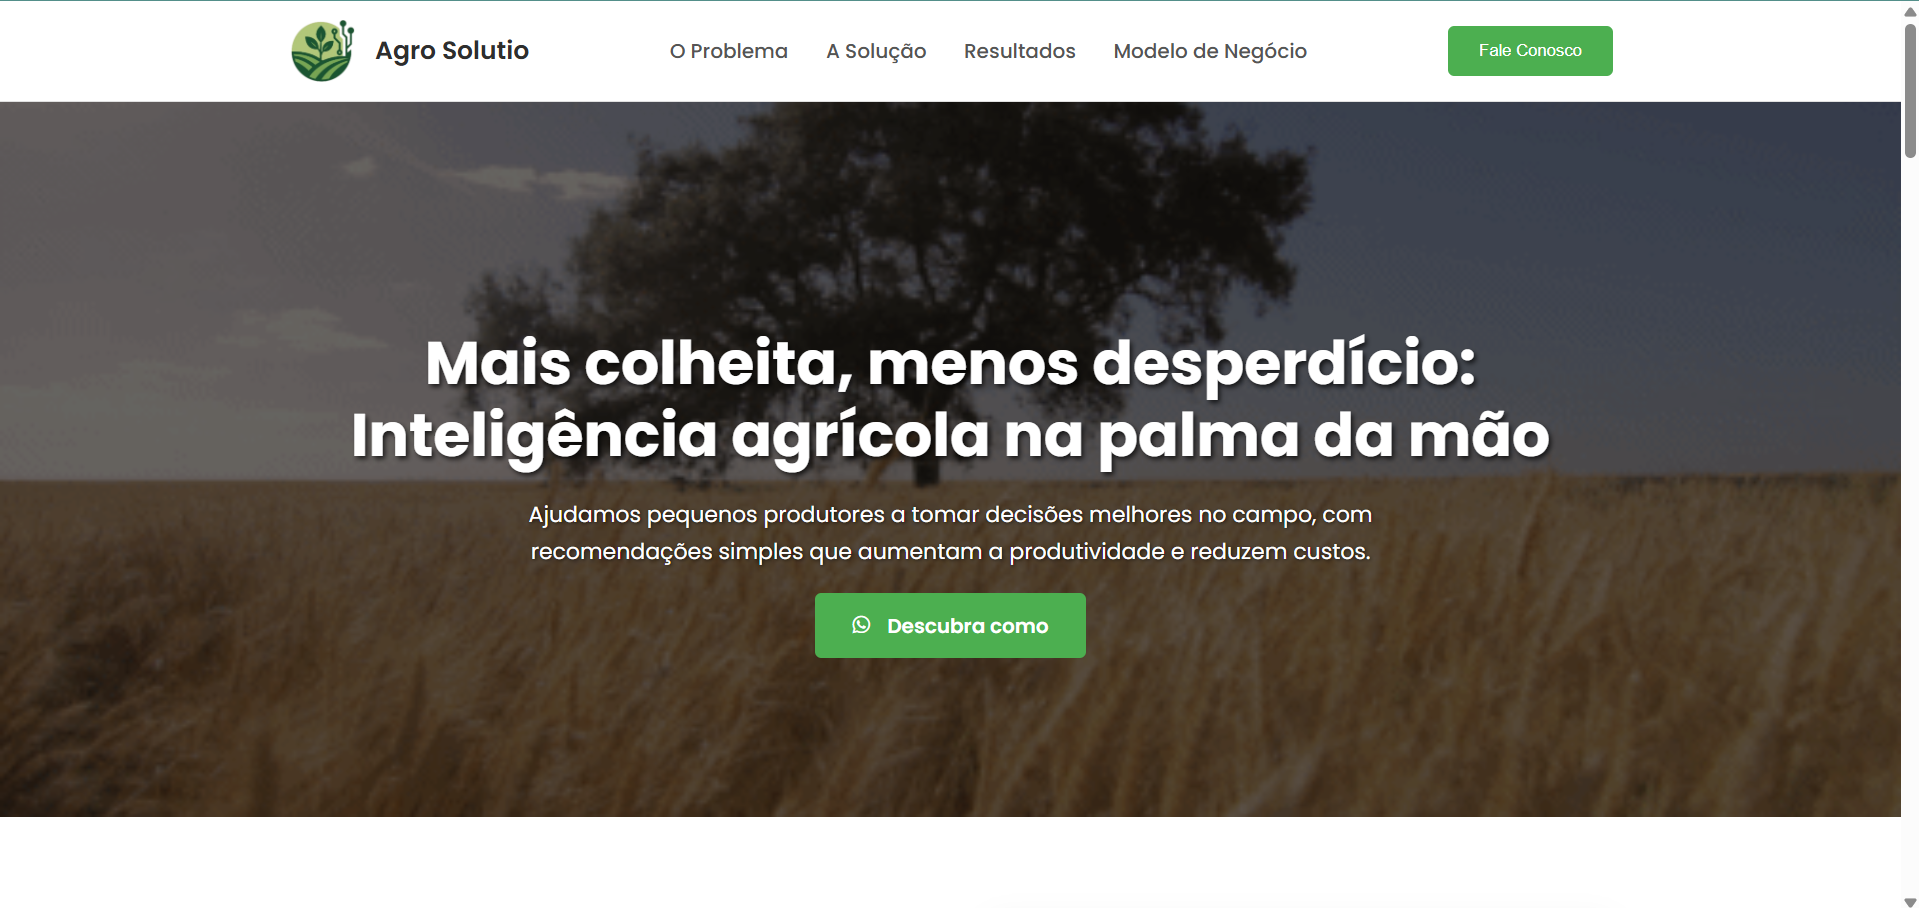 Agro Solutio
O Problema
A Solução
Resultados
Modelo de Negócio
Fale Conosco
Mais colheita, menos desperdício:
Inteligência agrícola na palma da mão
Ajudamos pequenos produtores a tomar decisões melhores no campo, com
recomendações simples que aumentam a produtividade e reduzem custos.
Descubra como